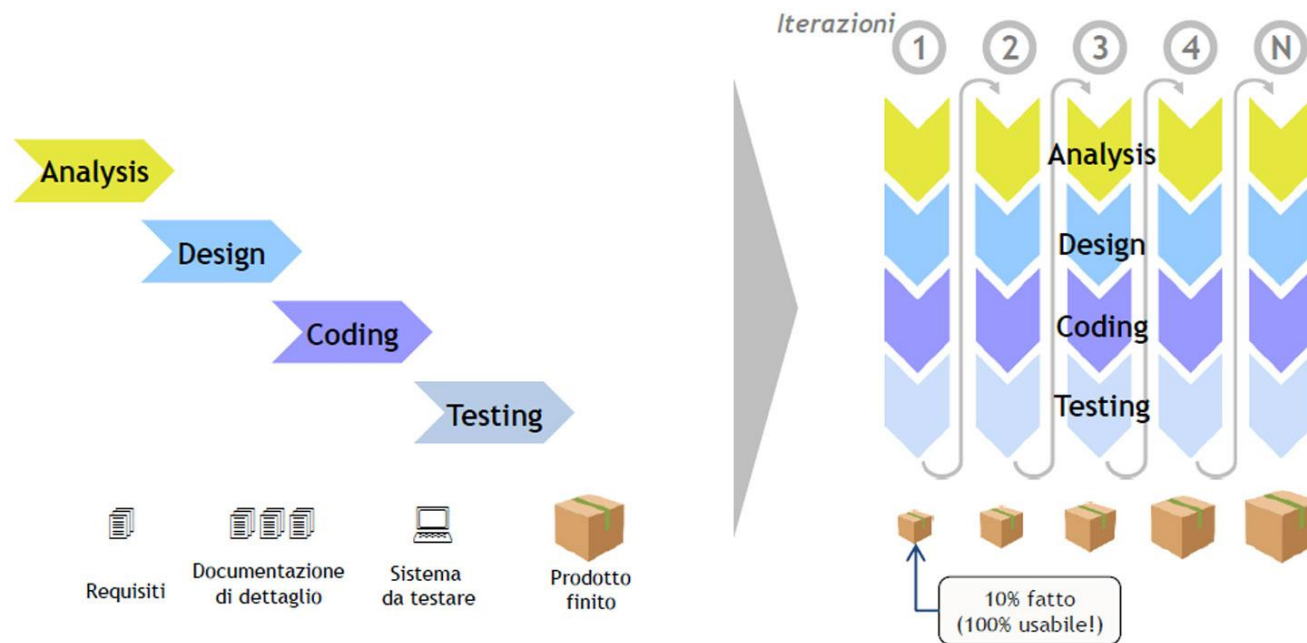 Iterazioni
1
2
3
4
N
Analysis
Design
Coding
Testing
Requisiti
Documentazione
di dettaglio
Sistema
da testare
Prodotto
finito
Analysis
Design
Coding
Testing
10% fatto
(100% usabile!)